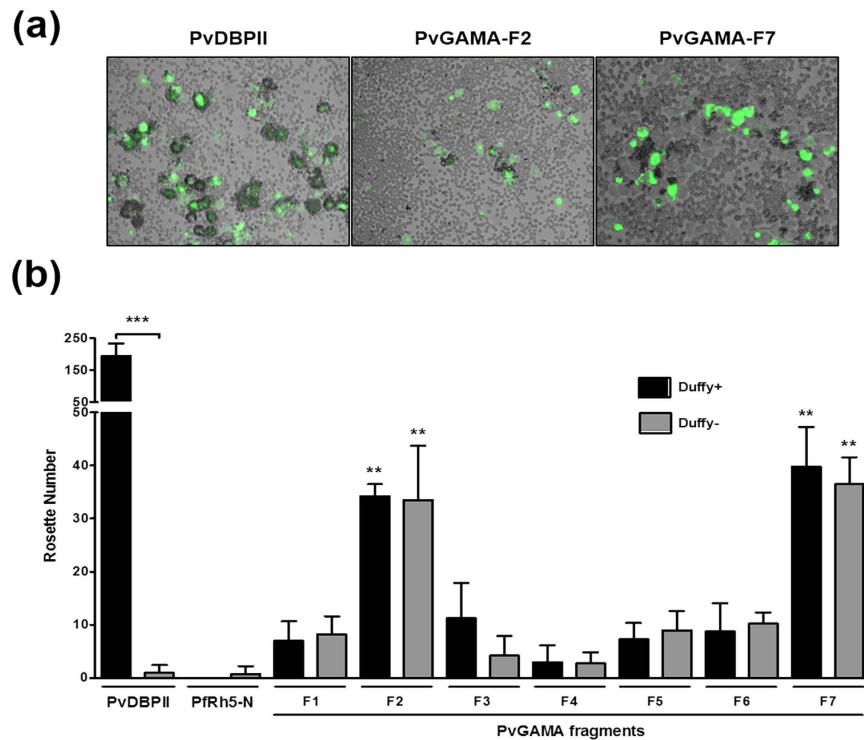 (a)
PvDBPII PvGAMA-F2 PvGAMA-F7
(b)
***
250
150
50
50
40
30
20
10
0
Rosette Number
Duffy+
Duffy-
** **
** **
PvDBPII PfRh5-N F1 F2 F3 F4 F5 F6 F7
PvGAMA fragments